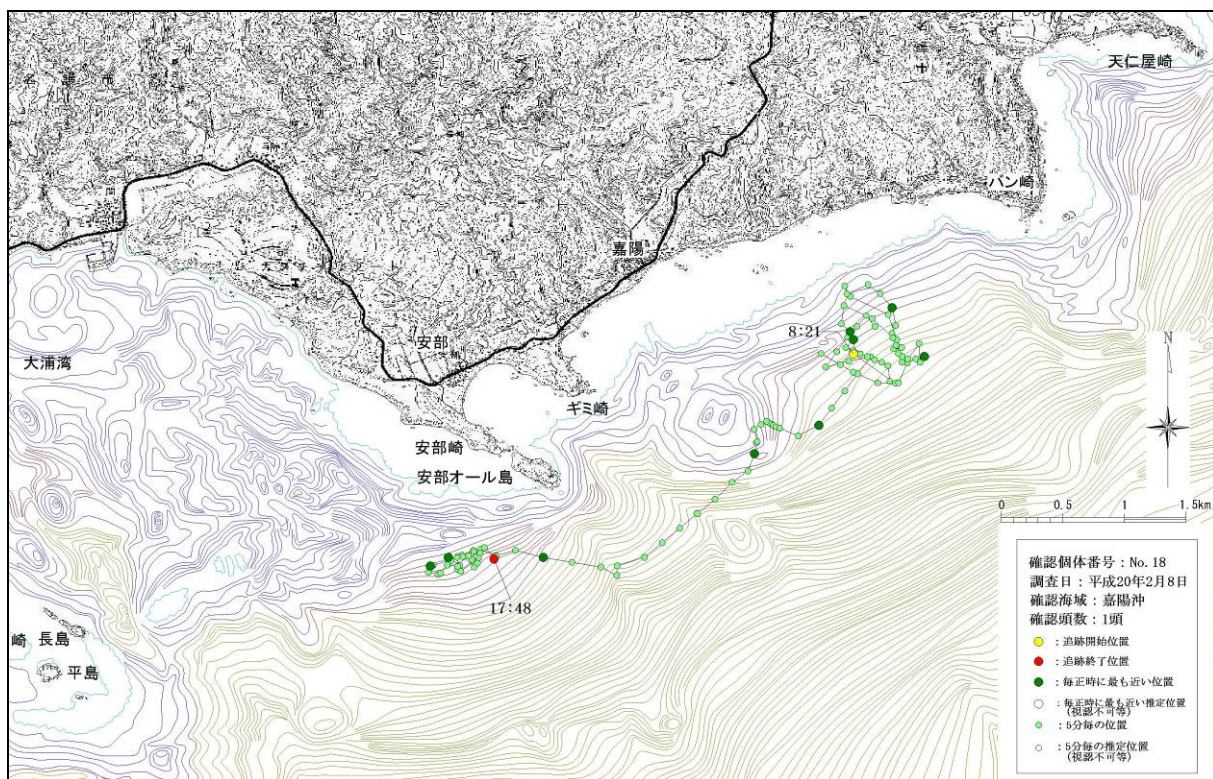 天仁屋崎
バン崎
嘉陽
8:21
大浦湾
安部
ギミ崎
安部崎
安部オール島
N
0 0.5 1 1.5km
17:48
崎 長島
平島
確認個体番号：No.18
調査日：平成20年2月8日
確認海域：嘉陽沖
確認頭数：1頭
：追跡開始位置
：追跡終了位置
：毎正時に最も近い位置
：毎正時に最も近い推定位置
(視認不可等)
：5分毎の位置
：5分毎の推定位置
(視認不可等)